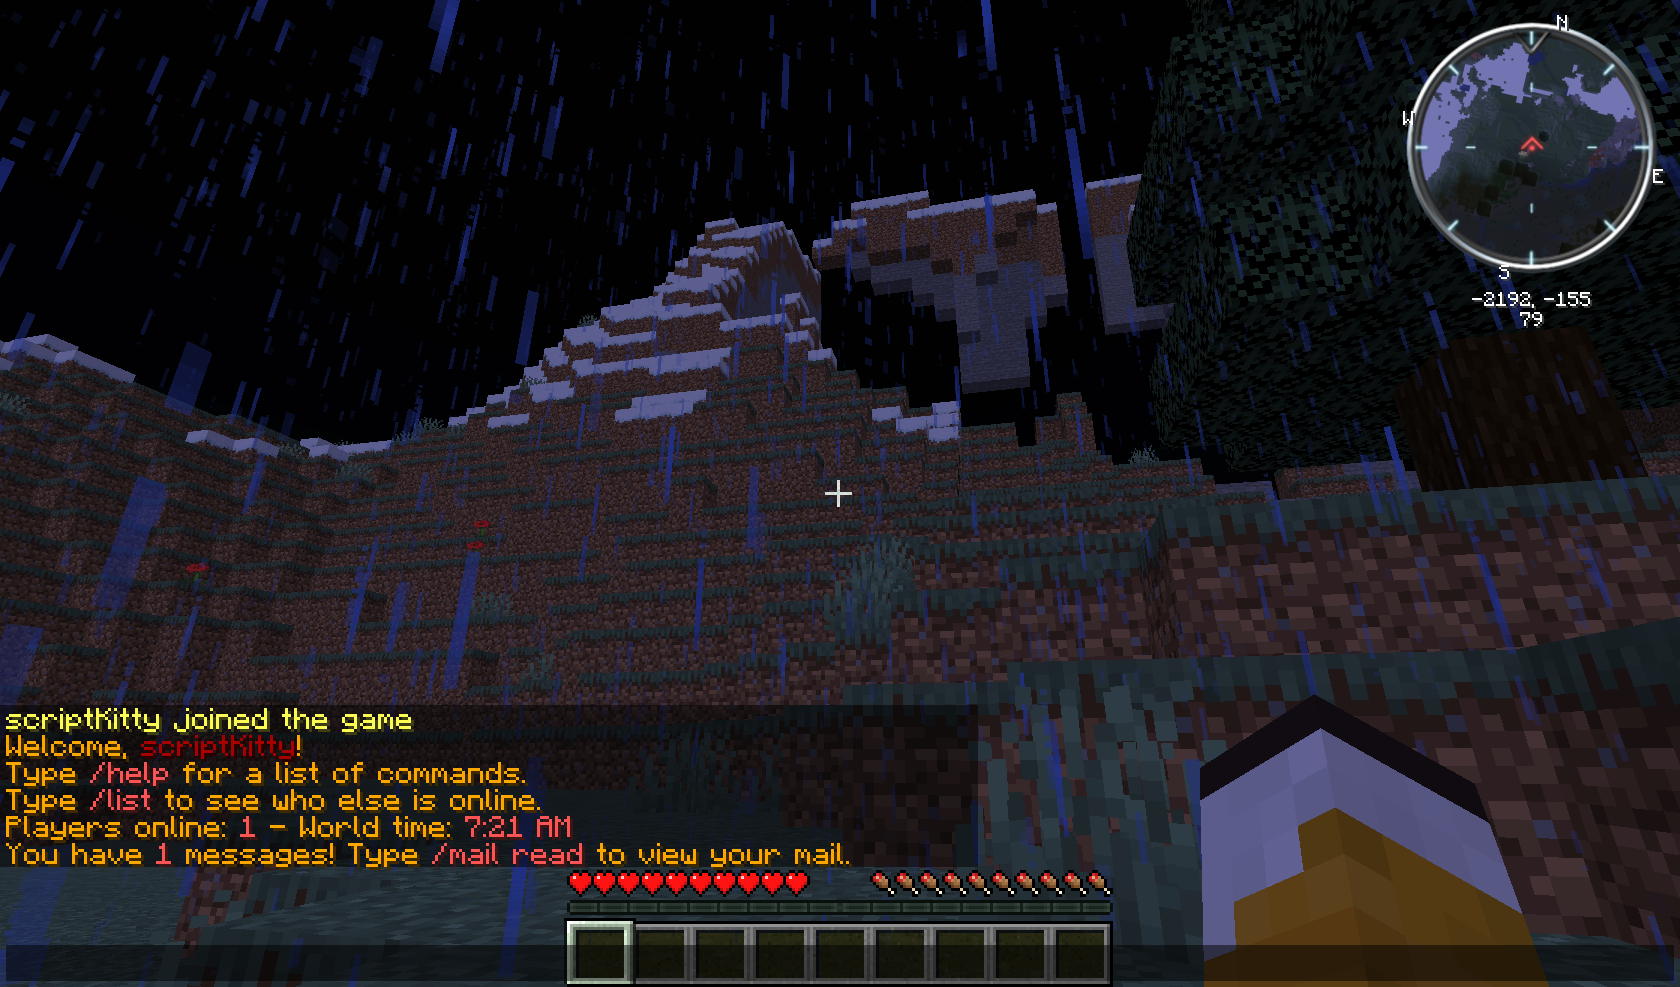 N
W
E
S
-2192, -155
79
scriptKitty joined the game
Welcome, scriptKitty!
Type /help for a list of commands.
Type /list to see who else is online.
Players online: 1 - World time: 7:21 AM
You have 1 messages! Type /mail read to view your mail.